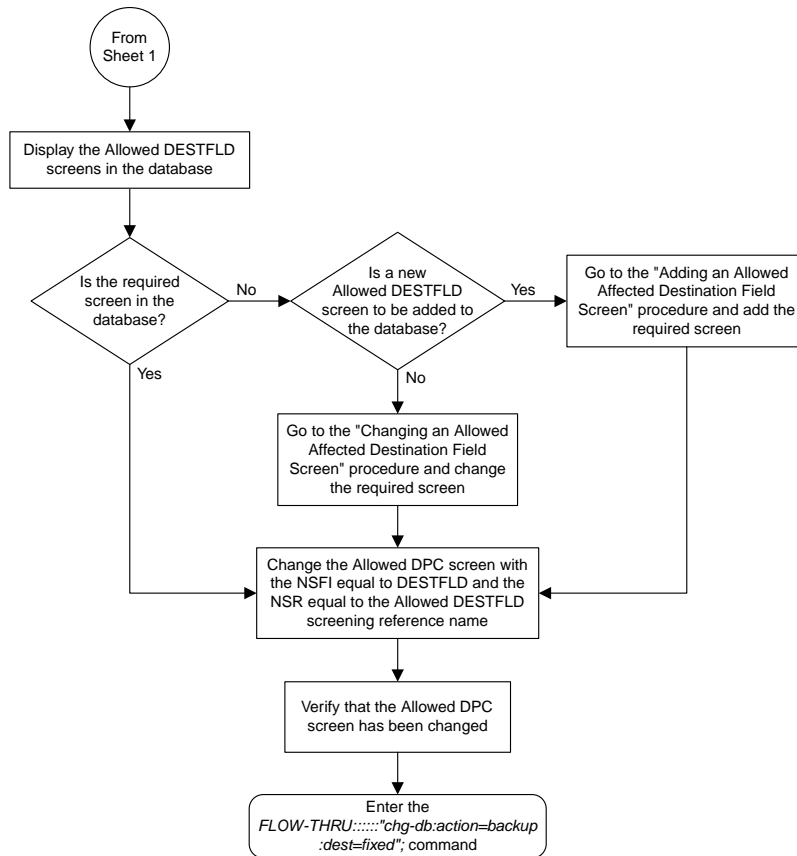 From
Sheet 1
Display the Allowed DESTFLD
screens in the database
Is the required
screen in the
database?
No
Yes
Is a new
Allowed DESTFLD
screen to be added to
the database?
Yes
No
Go to the "Adding an Allowed
Affected Destination Field
Screen" procedure and add the
required screen
Go to the "Changing an Allowed
Affected Destination Field
Screen" procedure and change
the required screen
Change the Allowed DPC screen with
the NSFI equal to DESTFLD and the
NSR equal to the Allowed DESTFLD
screening reference name
Verify that the Allowed DPC
screen has been changed
Enter the
FLOW-THRU::::::"chg-db:action=backup
:dest=fixed"; command